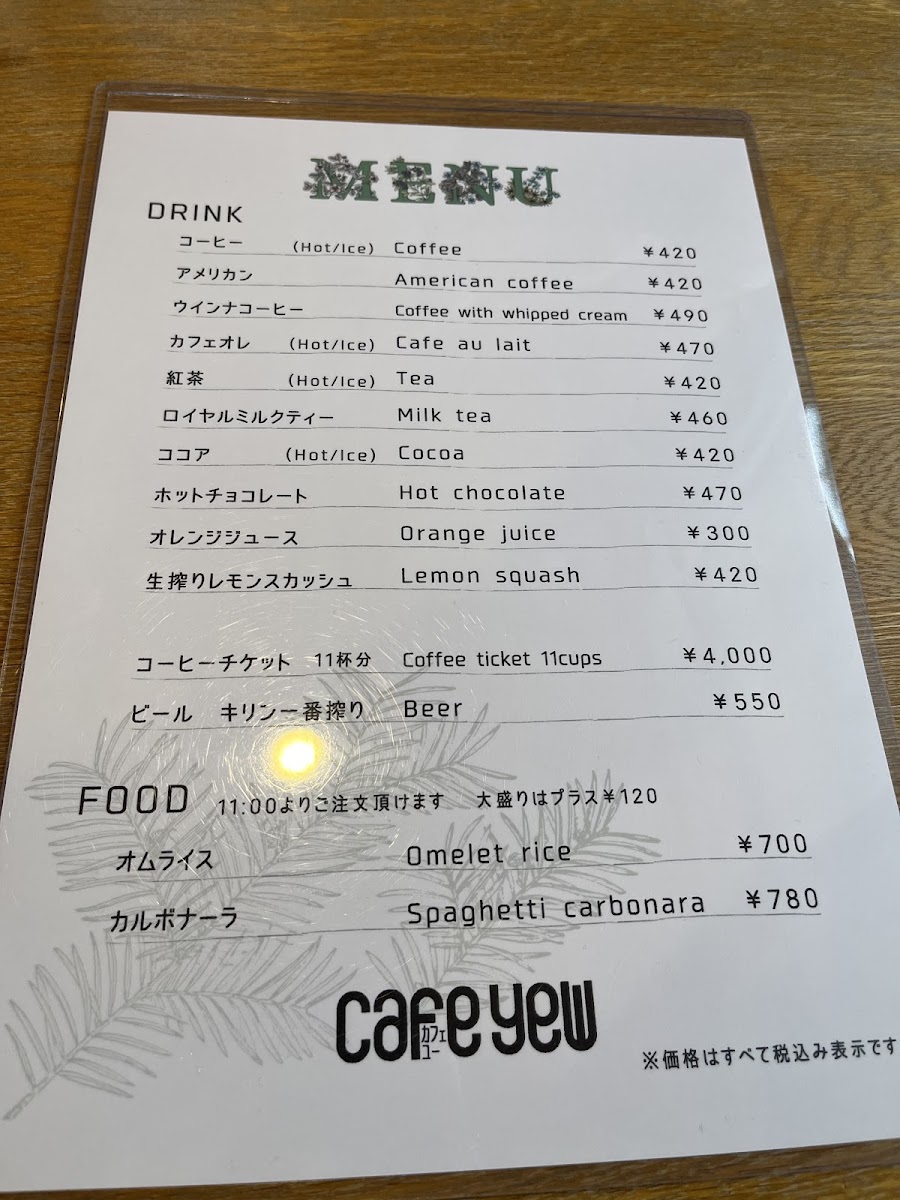 MENU
DRINK
コーヒー (Hot/Ice) Coffee ¥420
アメリカン American coffee ¥420
ウインナコーヒー Coffee with whipped cream ¥490
カフェオレ (Hot/Ice) Cafe au lait ¥470
紅茶 (Hot/Ice) Tea ¥420
ロイヤルミルクティー Milk tea ¥460
ココア (Hot/Ice) Cocoa ¥420
ホットチョコレート Hot chocolate ¥470
オレンジジュース Orange juice ¥300
生搾りレモンスカッシュ Lemon squash ¥420
コーヒーチケット 11杯分 Coffee ticket 11cups ¥4,000
ビール キリン一番搾り Beer ¥550
FOOD 11:00よりご注文頂けます 大盛りはプラス¥120
オムライス Omelet rice ¥700
カルボナーラ Spaghetti carbonara ¥780
cafe yew
カフェ
ユー
※価格はすべて税込み表示です